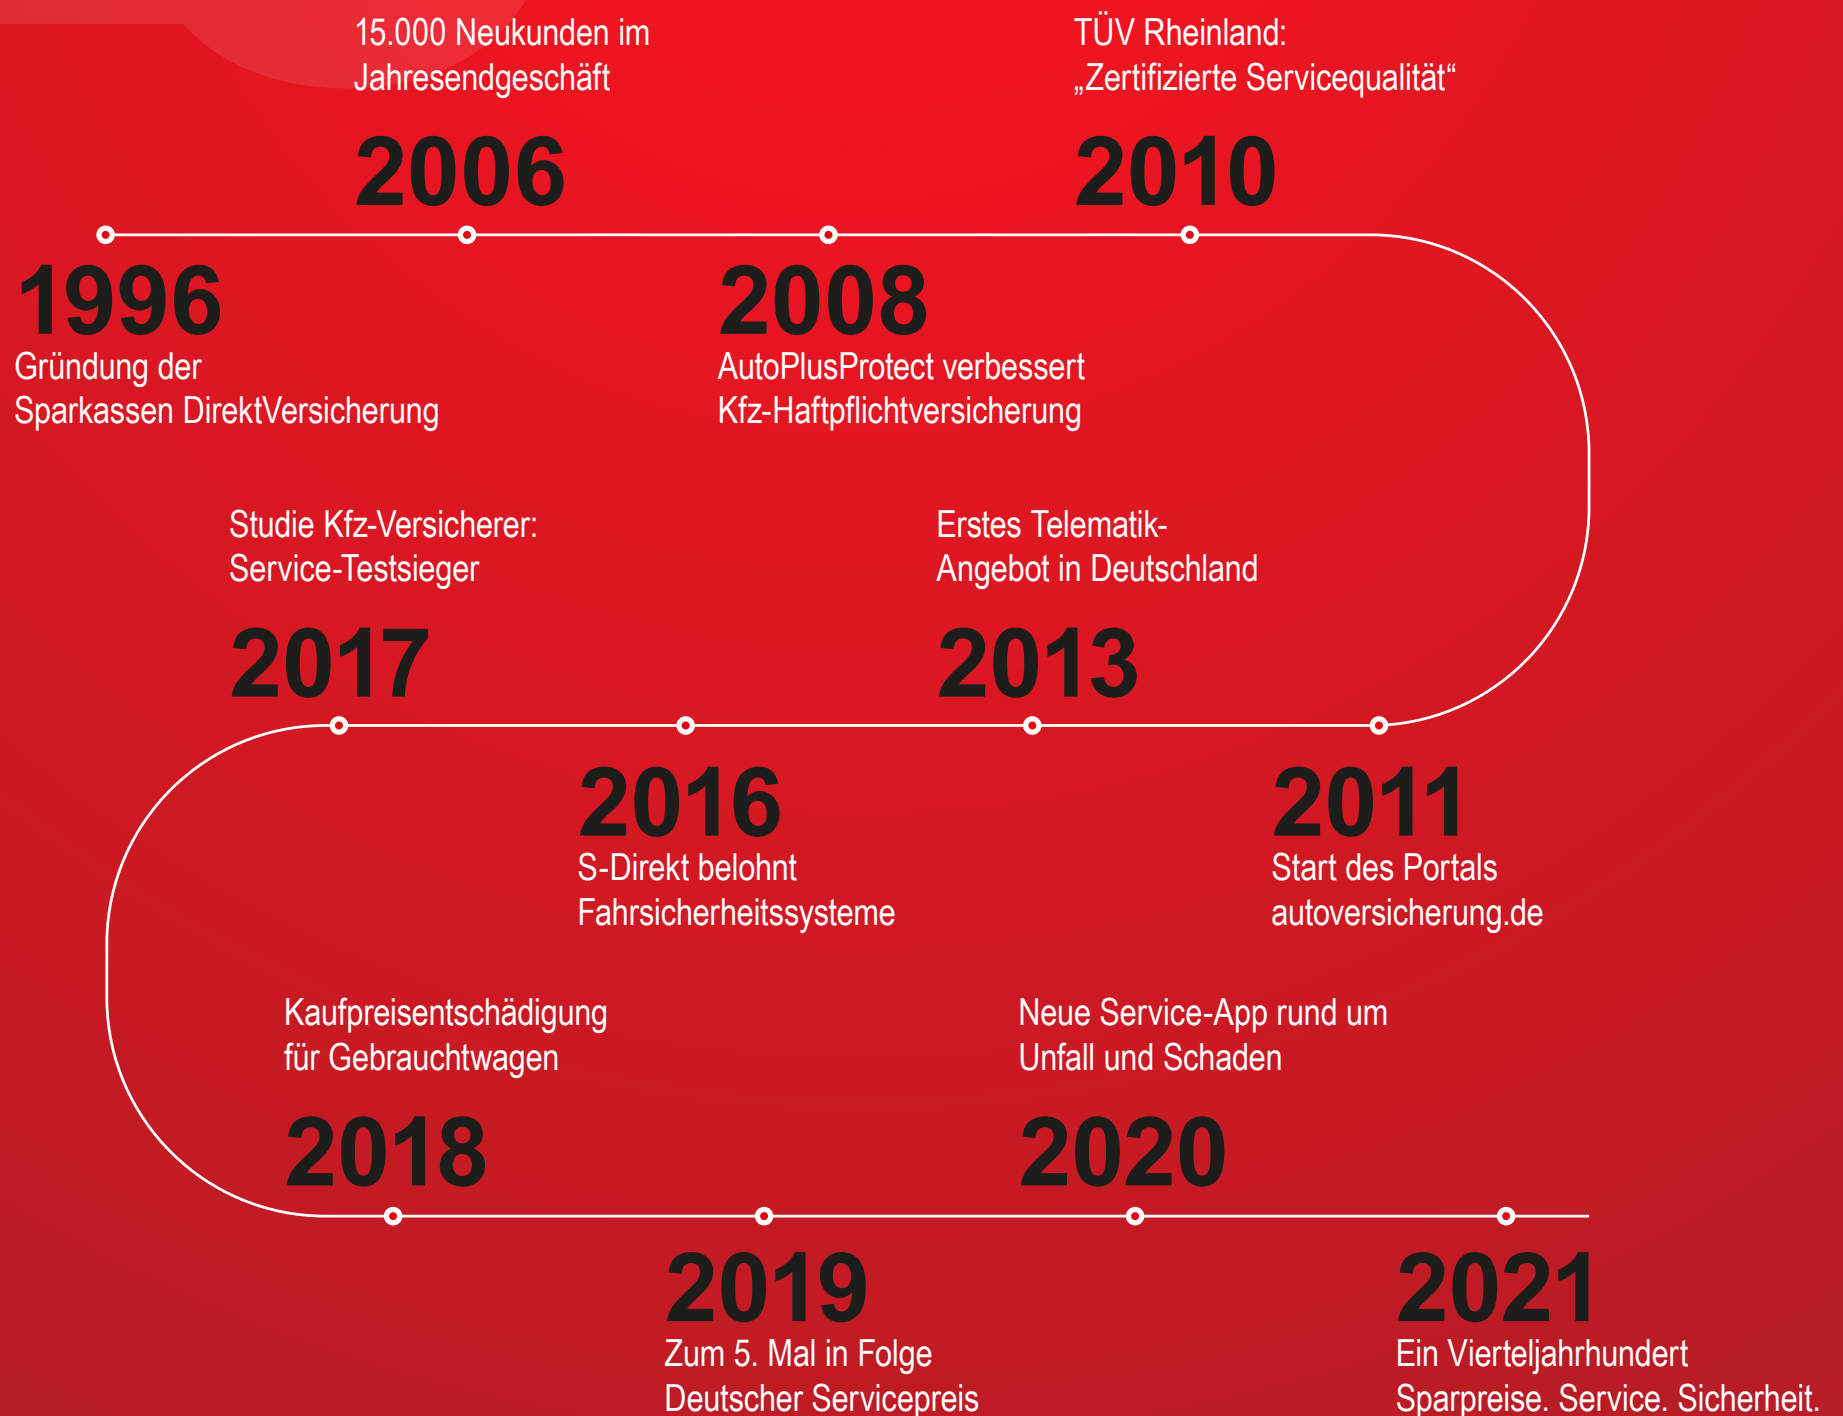 1996
Gründung der
Sparkassen DirektVersicherung
15.000 Neukunden im
Jahresendgeschäft
2006
2008
AutoPlusProtect verbessert
Kfz-Haftpflichtversicherung
TÜV Rheinland:
„Zertifizierte Servicequalität“
2010
2011
Start des Portals
autoversicherung.de
Erstes Telematik-
Angebot in Deutschland
2013
2016
S-Direkt belohnt
Fahrsicherheitssysteme
Studie Kfz-Versicherer:
Service-Testsieger
2017
Kaufpreisentschädigung
für Gebrauchtwagen
2018
2019
Zum 5. Mal in Folge
Deutscher Servicepreis
Neue Service-App rund um
Unfall und Schaden
2020
2021
Ein Vierteljahrhundert
Sparpreise. Service. Sicherheit.